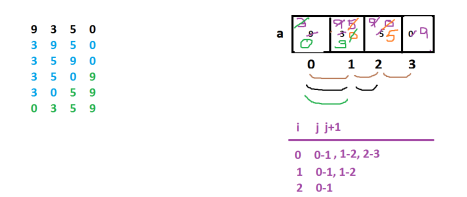 9 3 5 0
3 9 5 0
3 5 9 0
3 5 0 9
3 0 5 9
0 3 5 9
a
0 1 2 3
i j j+1
0 0-1, 1-2, 2-3
1 0-1, 1-2
2 0-1